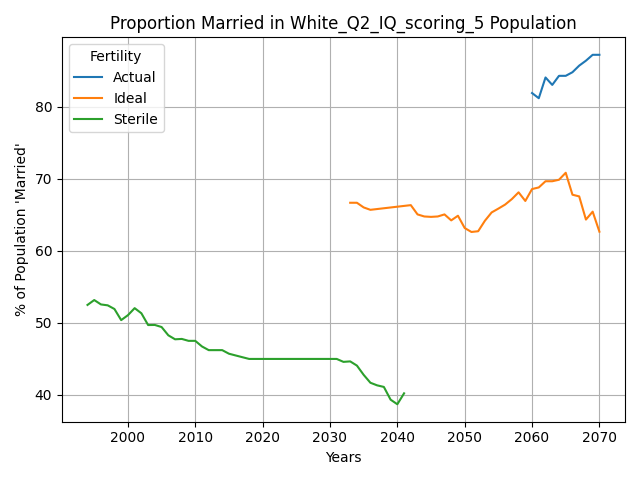 Proportion Married in White_Q2_IQ_scoring_5 Population
% of Population 'Married'
Fertility
Actual
Ideal
Sterile
80
70
60
50
40
2000 2010 2020 2030 2040 2050 2060 2070
Years